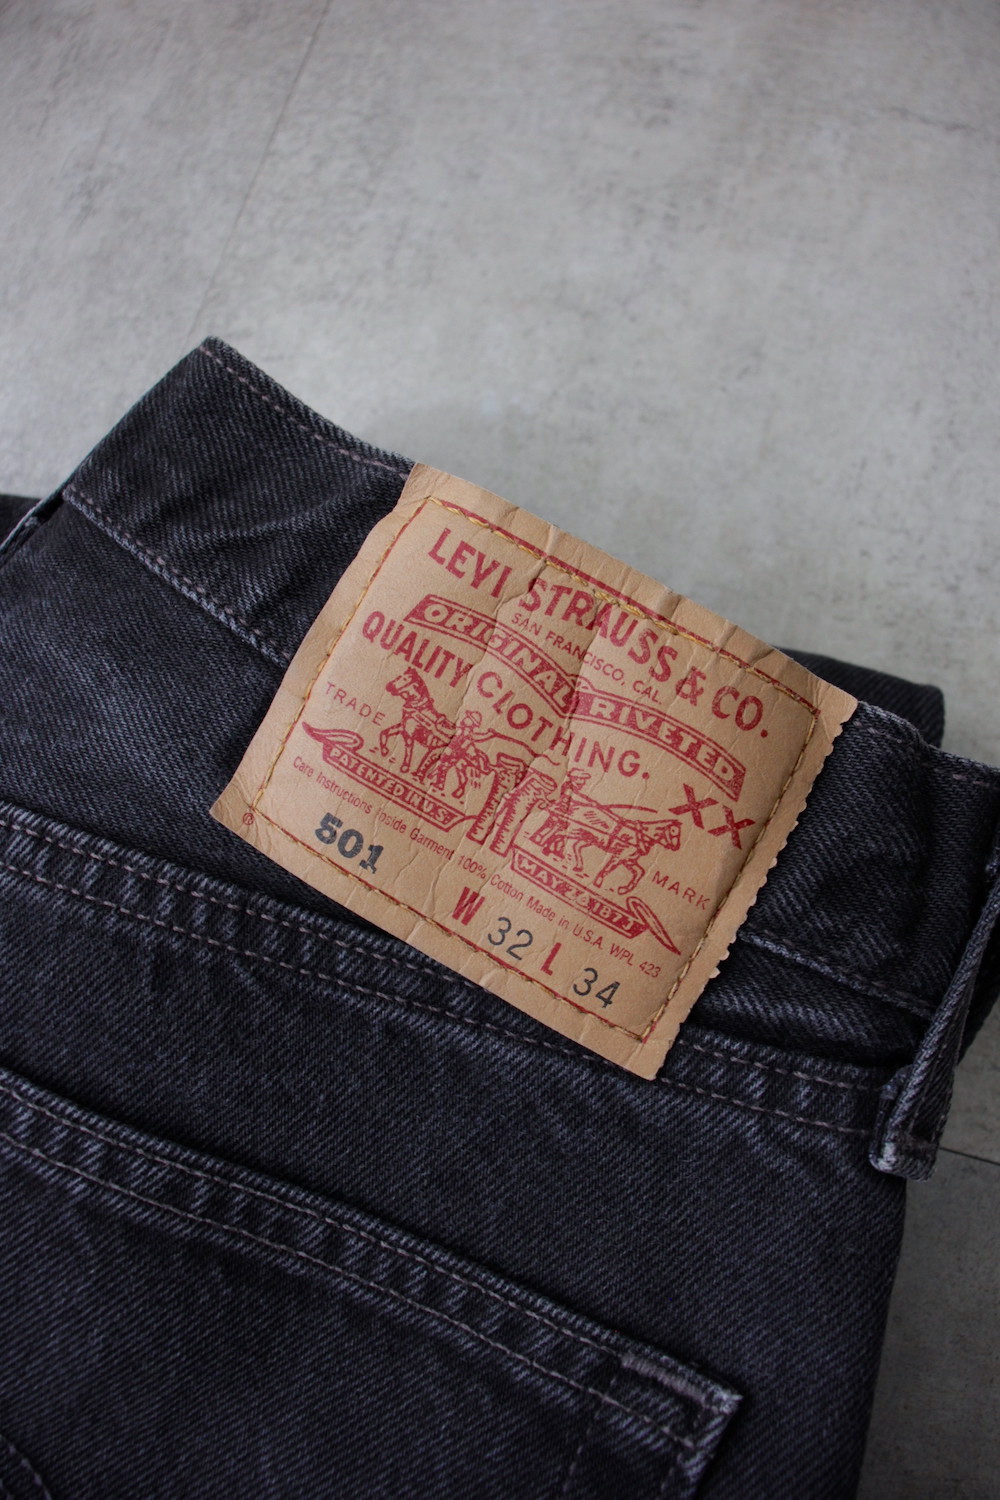 LEVI STRAUSS & CO.
SAN FRANCISCO, CAL.
ORIGINAL RIVETED
QUALITY CLOTHING.
XX
TRADE MARK
PATENTED IN U.S.
MAY 20 1873
Care Instructions Inside Garment 100% Cotton Made in U.S.A. WPL 423
®
501
W 32 L 34